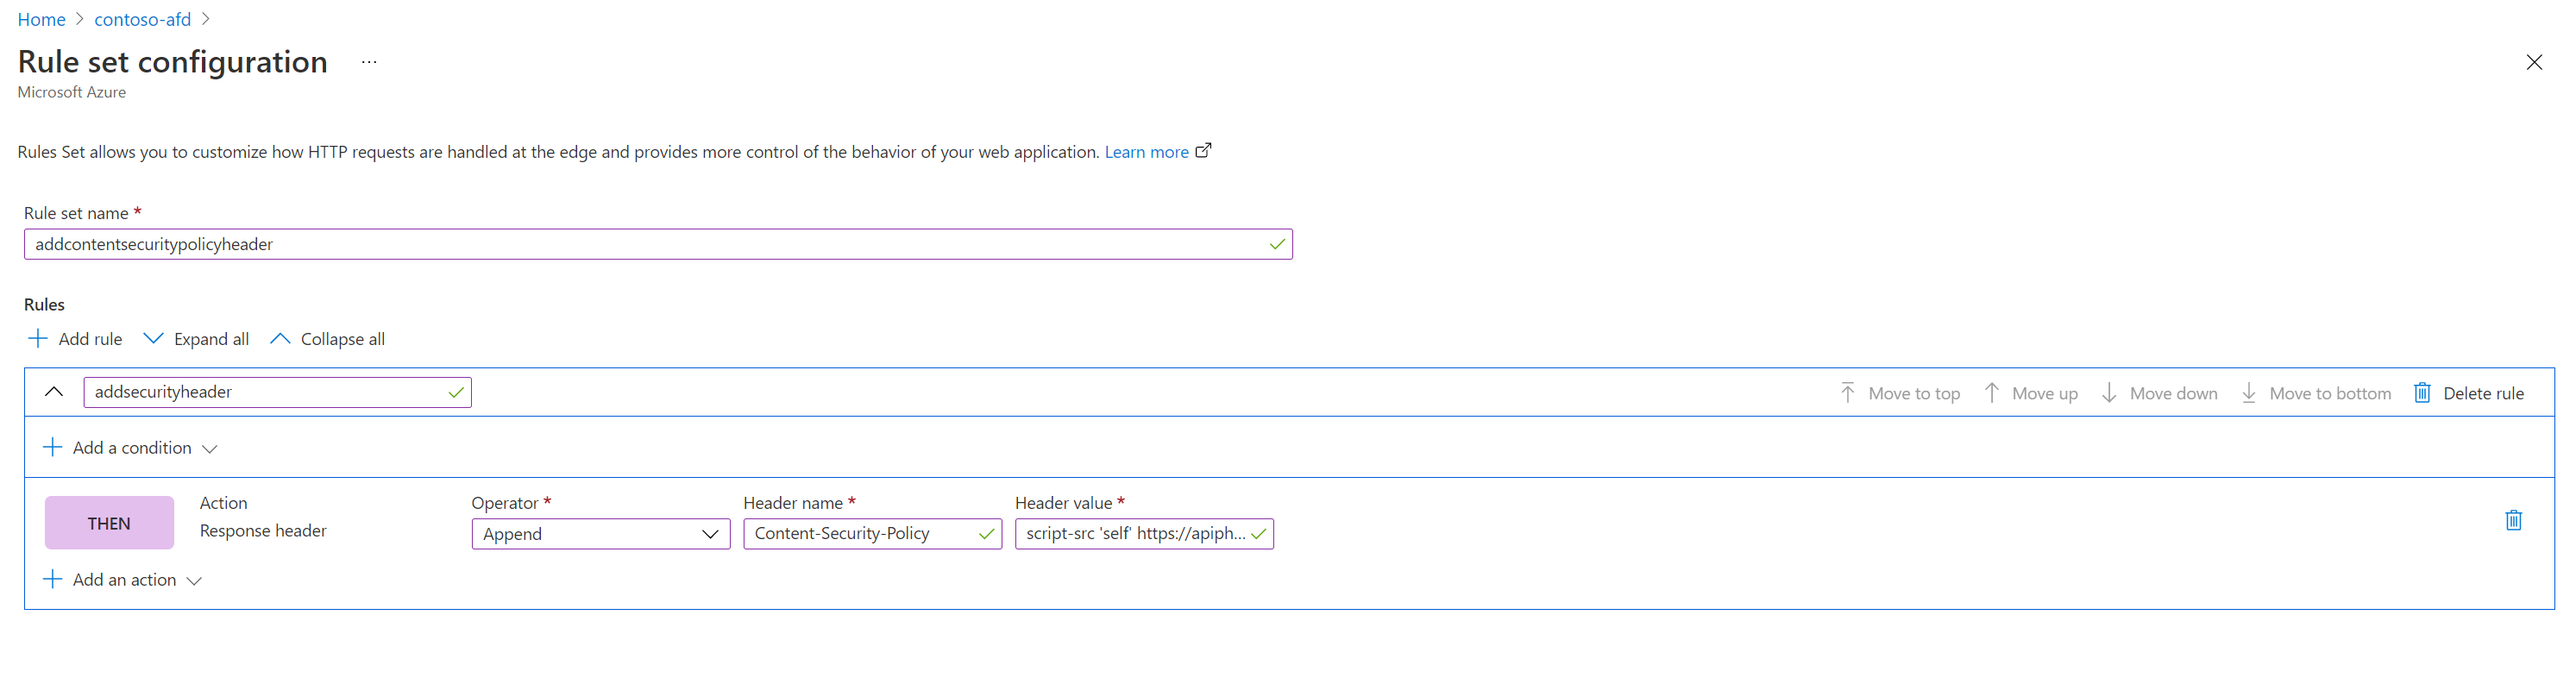 Home > contoso-afd >
Rule set configuration ...
Microsoft Azure
Rules Set allows you to customize how HTTP requests are handled at the edge and provides more control of the behavior of your web application. Learn more
Rule set name *
addcontentsecuritypolicyheader
Rules
Add rule Expand all Collapse all
addsecurityheader Move to top Move up Move down Move to bottom Delete rule
Add a condition
THEN Action Operator * Header name * Header value *
Response header Append Content-Security-Policy script-src 'self' https://apiph...
Add an action